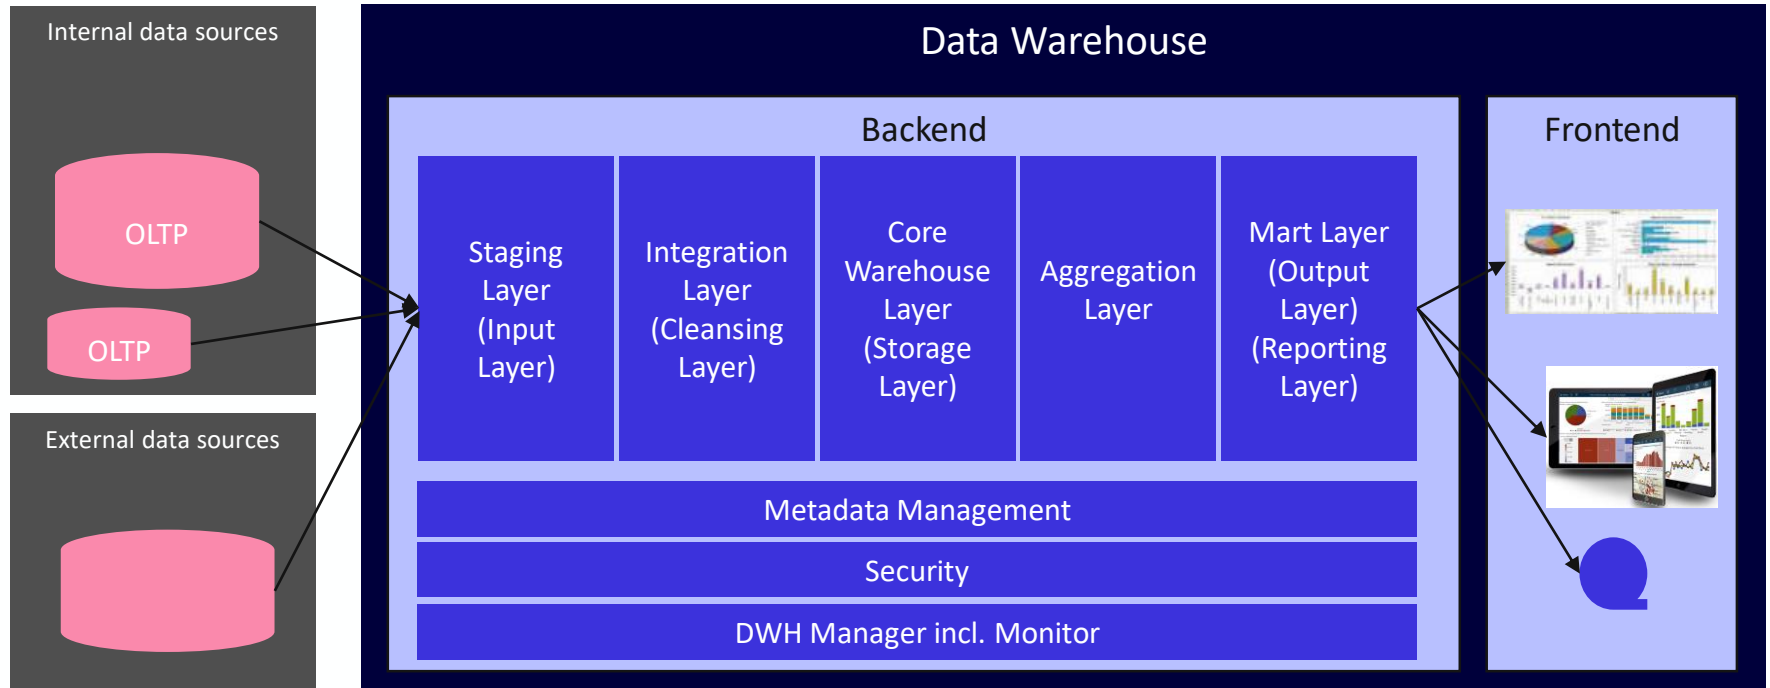 Internal data sources
OLTP
OLTP
External data sources
Data Warehouse
Backend
Staging
Layer
(Input
Layer)
Integration
Layer
(Cleansing
Layer)
Core
Warehouse
Layer
(Storage
Layer)
Aggregation
Layer
Mart Layer
(Output
Layer)
(Reporting
Layer)
Metadata Management
Security
DWH Manager incl. Monitor
Frontend